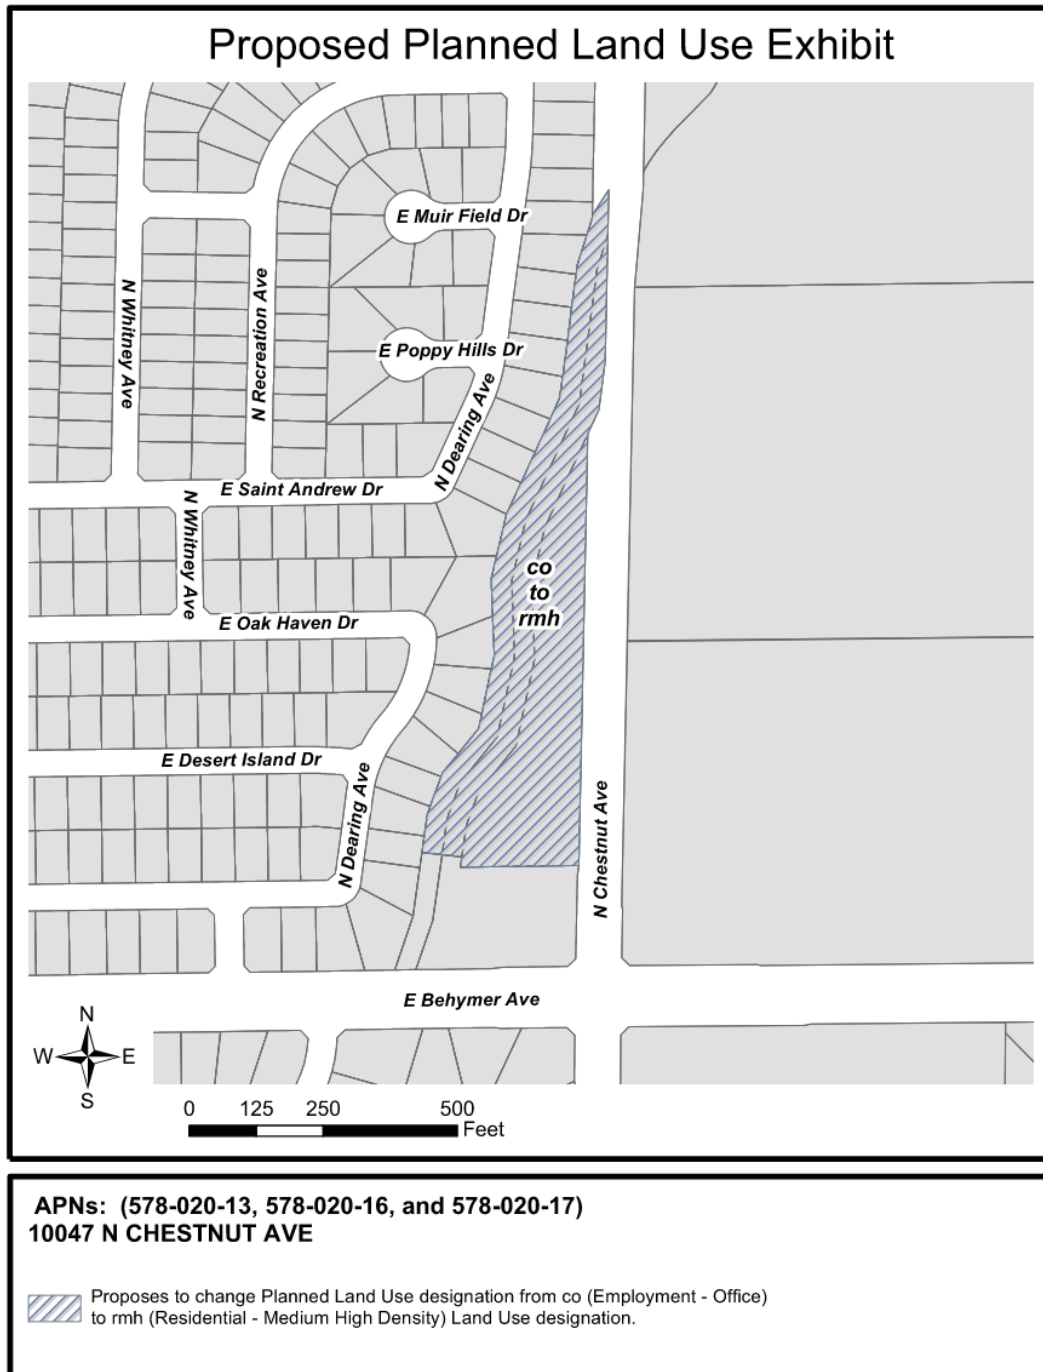 Proposed Planned Land Use Exhibit
E Muir Field Dr
N Whitney Ave
N Recreation Ave
E Poppy Hills Dr
N Dearing Ave
E Saint Andrew Dr
N Whitney Ave
co
to
rmh
E Oak Haven Dr
E Desert Island Dr
N Dearing Ave
N Chestnut Ave
E Behymer Ave
N
W E
S
0 125 250 500
Feet
APNs: (578-020-13, 578-020-16, and 578-020-17)
10047 N CHESTNUT AVE
Proposes to change Planned Land Use designation from co (Employment - Office)
to rmh (Residential - Medium High Density) Land Use designation.